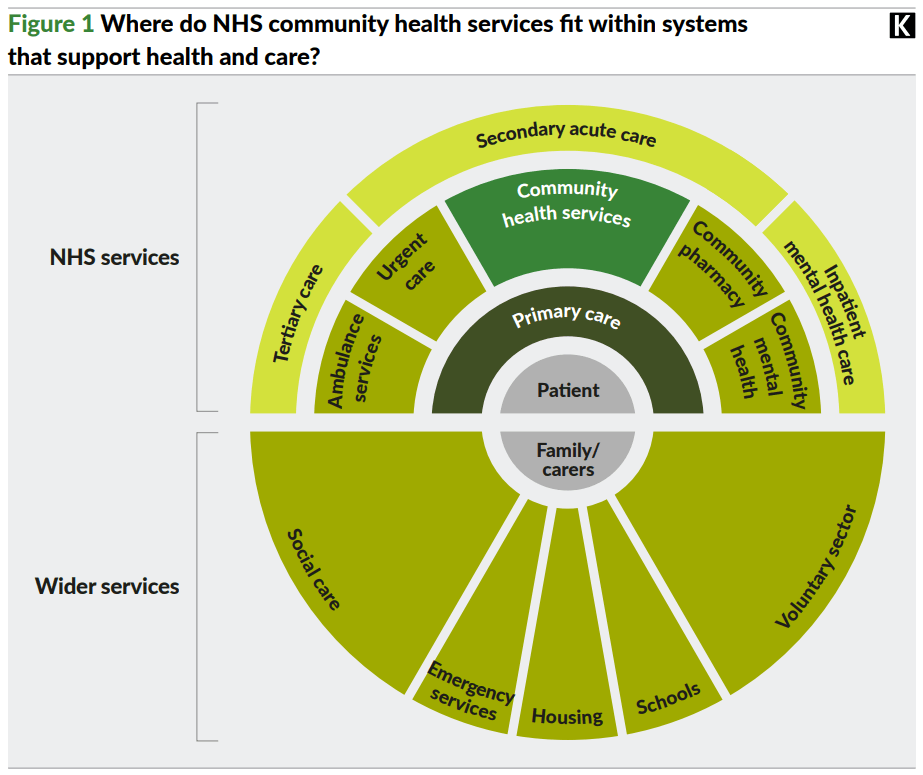 Figure 1 Where do NHS community health services fit within systems
that support health and care?
K
NHS services
Secondary acute care
Tertiary care
Inpatient
mental health care
Community
health services
Urgent
care
Community
pharmacy
Ambulance
services
Community
mental
health
Primary care
Patient
Wider services
Family/
carers
Social care
Emergency
services
Housing
Schools
Voluntary sector